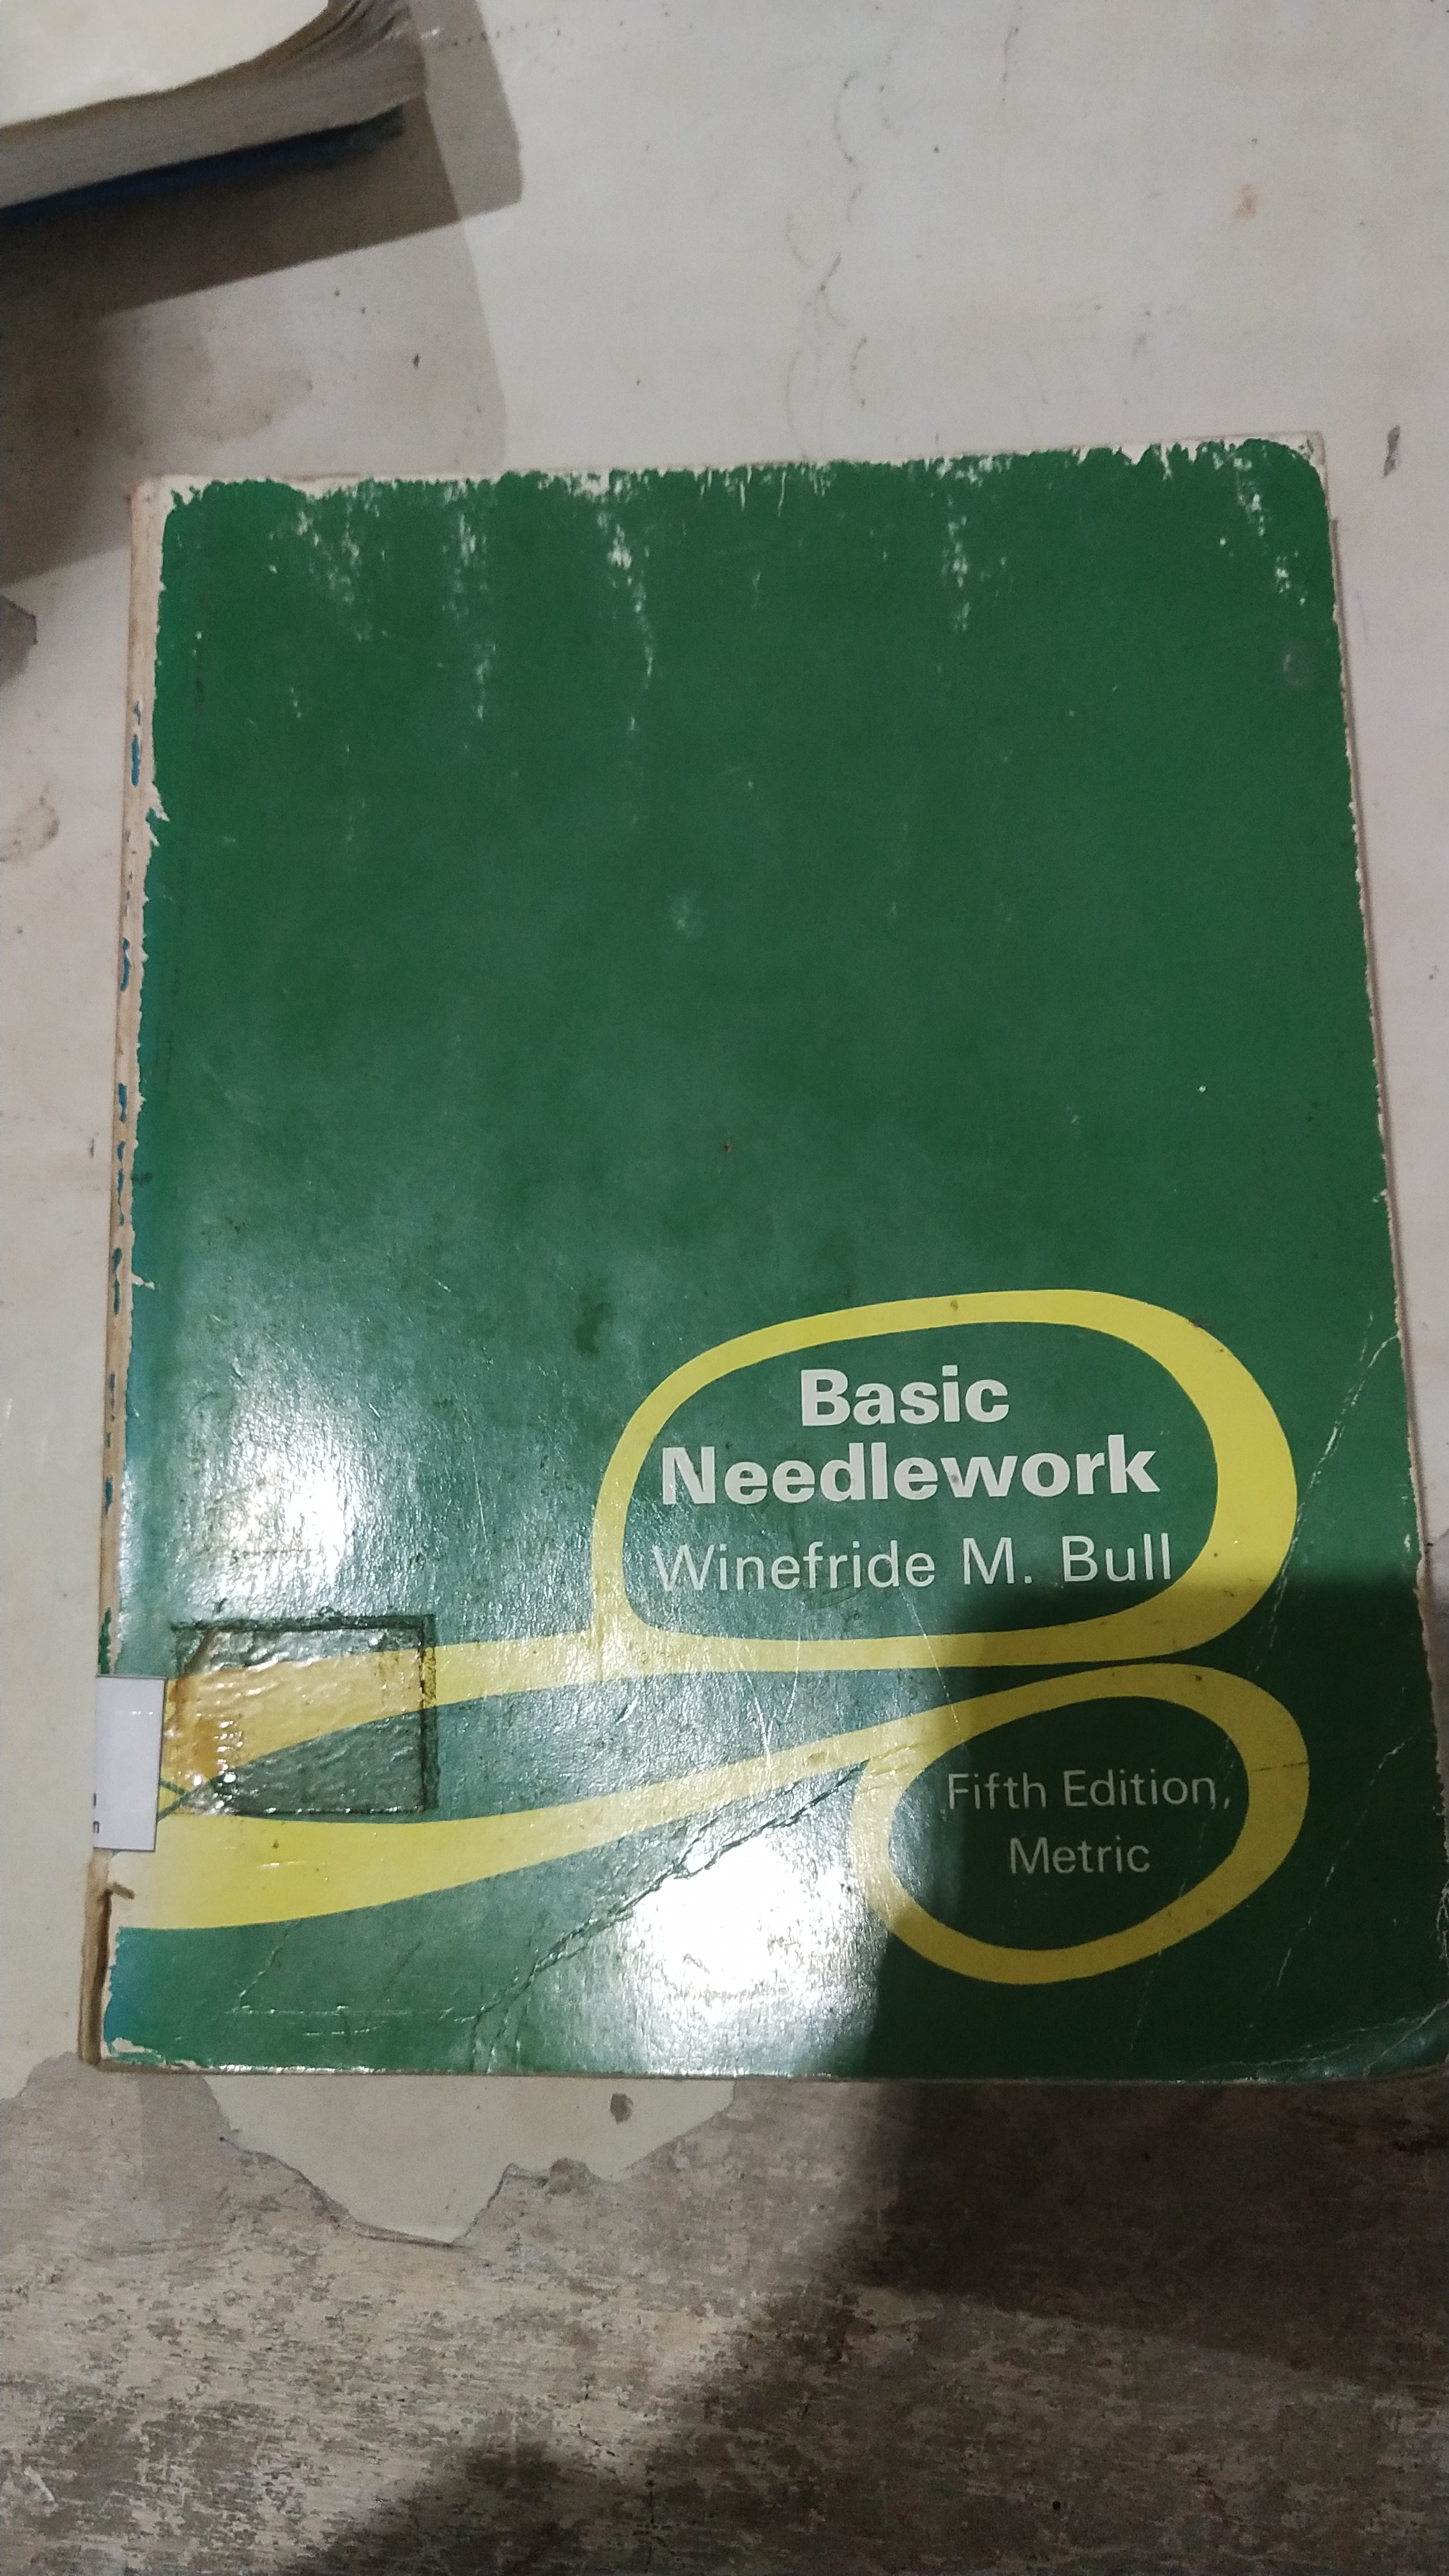 Basic
Needlework
Winefride M. Bull
Fifth Edition,
Metric